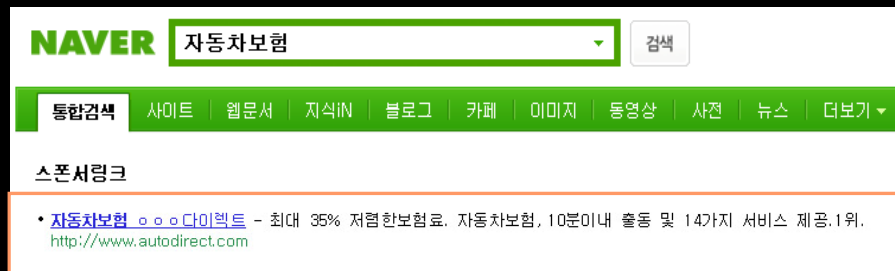 NAVER 자동차보험 검색
통합검색 사이트 웹문서 지식iN 블로그 카페 이미지 동영상 사전 뉴스 더보기
스폰서링크
• 자동차보험 ㅇㅇㅇ다이렉트 - 최대 35% 저렴한보험료. 자동차보험, 10분이내 출동 및 14가지 서비스 제공.1위.
http://www.autodirect.com